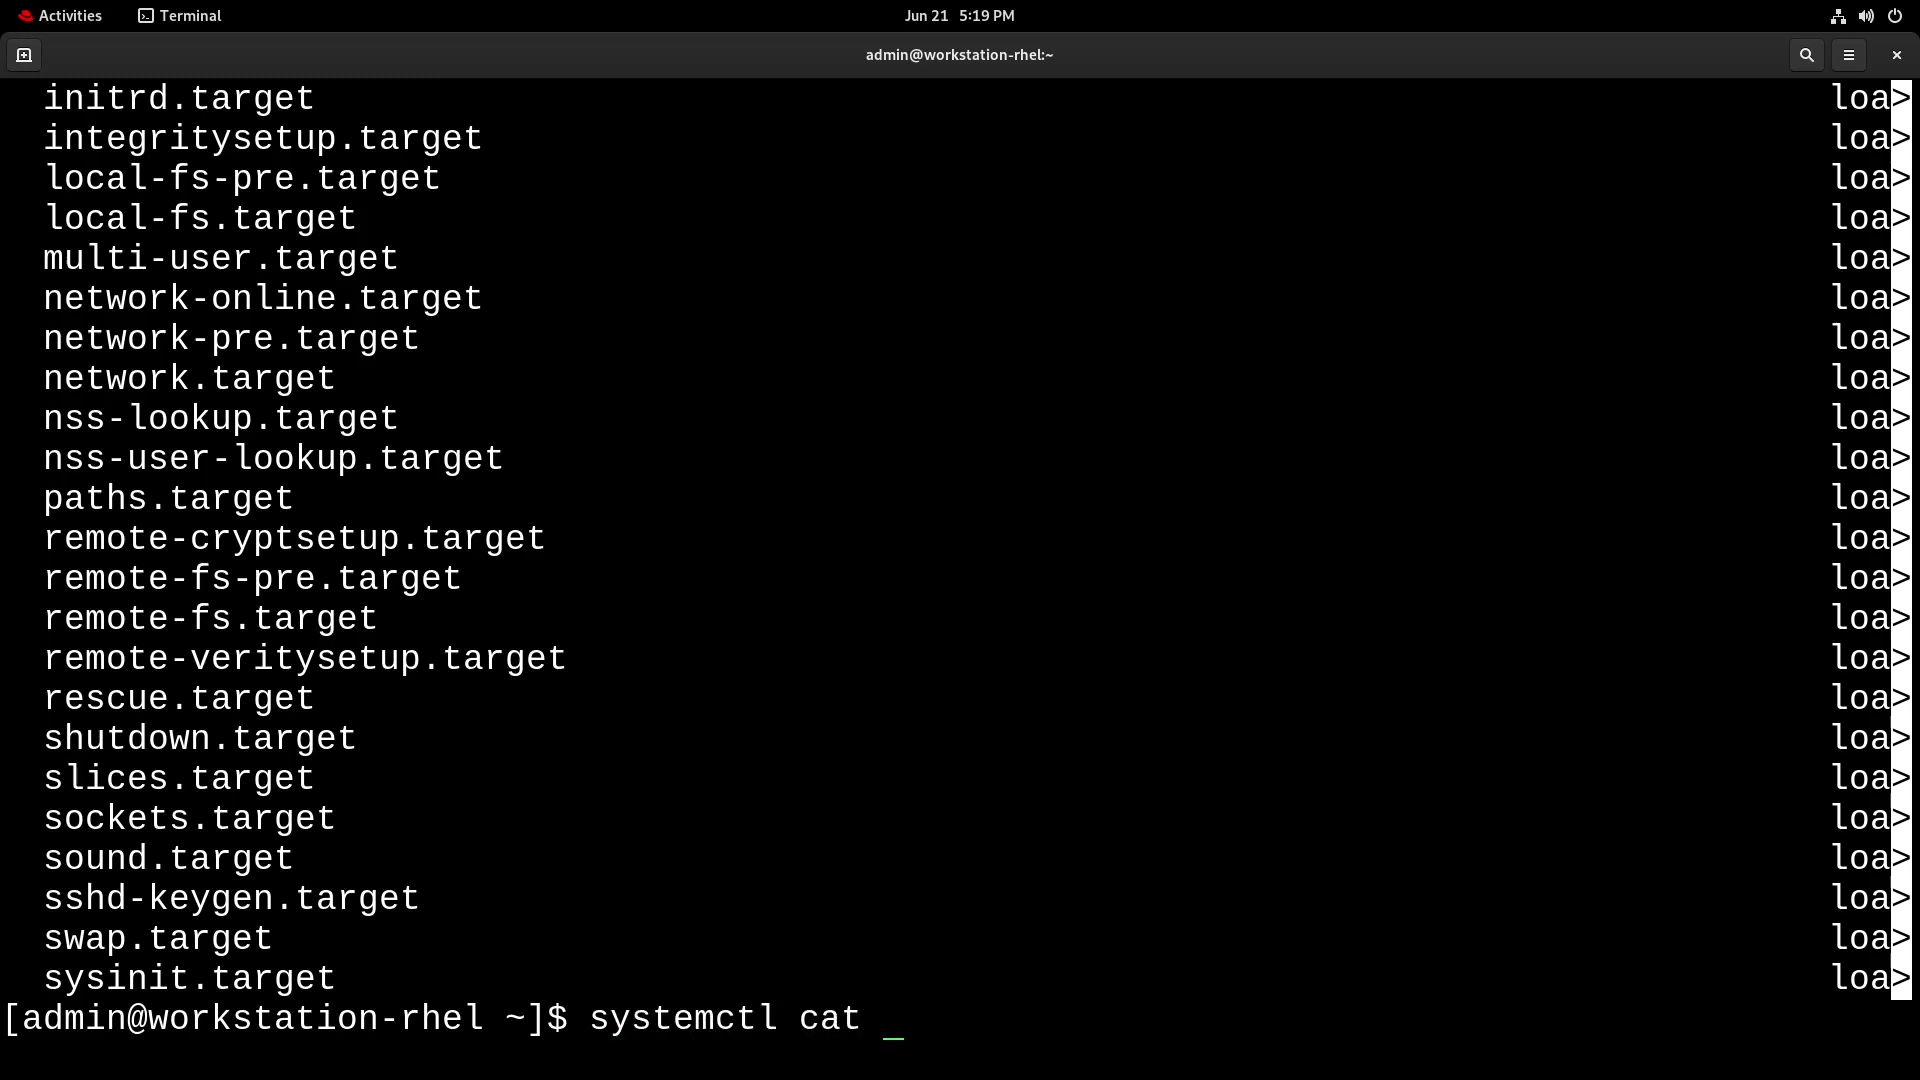 Activities Terminal Jun 21 5:19 PM
admin@workstation-rhel:~
initrd.target loa>
integritysetup.target loa>
local-fs-pre.target loa>
local-fs.target loa>
multi-user.target loa>
network-online.target loa>
network-pre.target loa>
network.target loa>
nss-lookup.target loa>
nss-user-lookup.target loa>
paths.target loa>
remote-cryptsetup.target loa>
remote-fs-pre.target loa>
remote-fs.target loa>
remote-veritysetup.target loa>
rescue.target loa>
shutdown.target loa>
slices.target loa>
sockets.target loa>
sound.target loa>
sshd-keygen.target loa>
swap.target loa>
sysinit.target loa>
[admin@workstation-rhel ~]$ systemctl cat